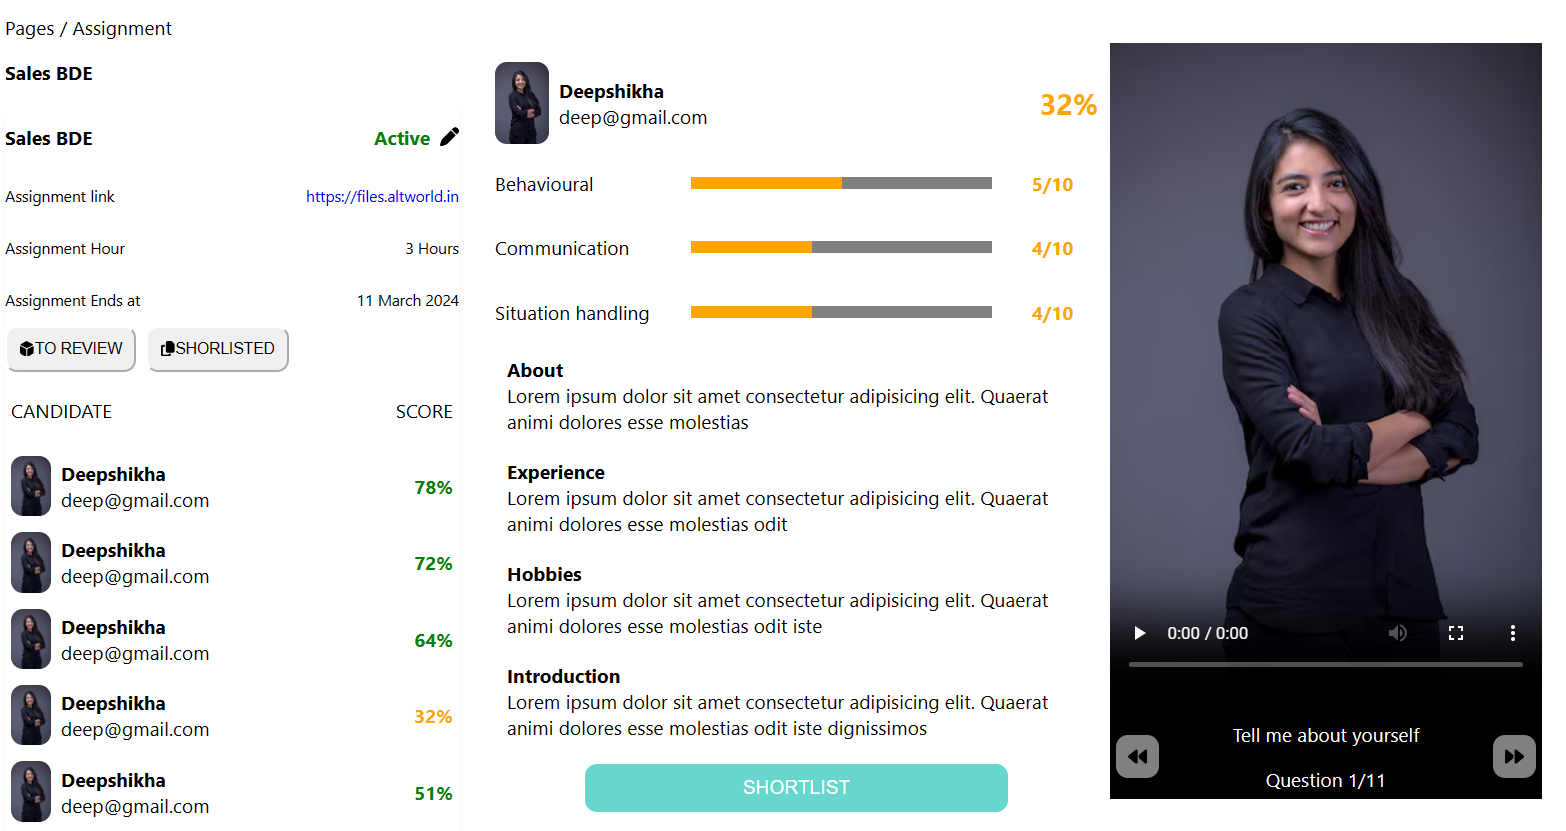 Pages / Assignment
Sales BDE
Sales BDE
Active
Assignment link
https://files.altworld.in
Assignment Hour
3 Hours
Assignment Ends at
11 March 2024
TO REVIEW
SHORLISTED
CANDIDATE
SCORE
Deepshikha
deep@gmail.com
78%
Deepshikha
deep@gmail.com
72%
Deepshikha
deep@gmail.com
64%
Deepshikha
deep@gmail.com
32%
Deepshikha
deep@gmail.com
51%
Deepshikha
deep@gmail.com
32%
Behavioural
5/10
Communication
4/10
Situation handling
4/10
About
Lorem ipsum dolor sit amet consectetur adipisicing elit. Quaerat
animi dolores esse molestias
Experience
Lorem ipsum dolor sit amet consectetur adipisicing elit. Quaerat
animi dolores esse molestias odit
Hobbies
Lorem ipsum dolor sit amet consectetur adipisicing elit. Quaerat
animi dolores esse molestias odit iste
Introduction
Lorem ipsum dolor sit amet consectetur adipisicing elit. Quaerat
animi dolores esse molestias odit iste dignissimos
SHORTLIST
0:00 / 0:00
Tell me about yourself
Question 1/11